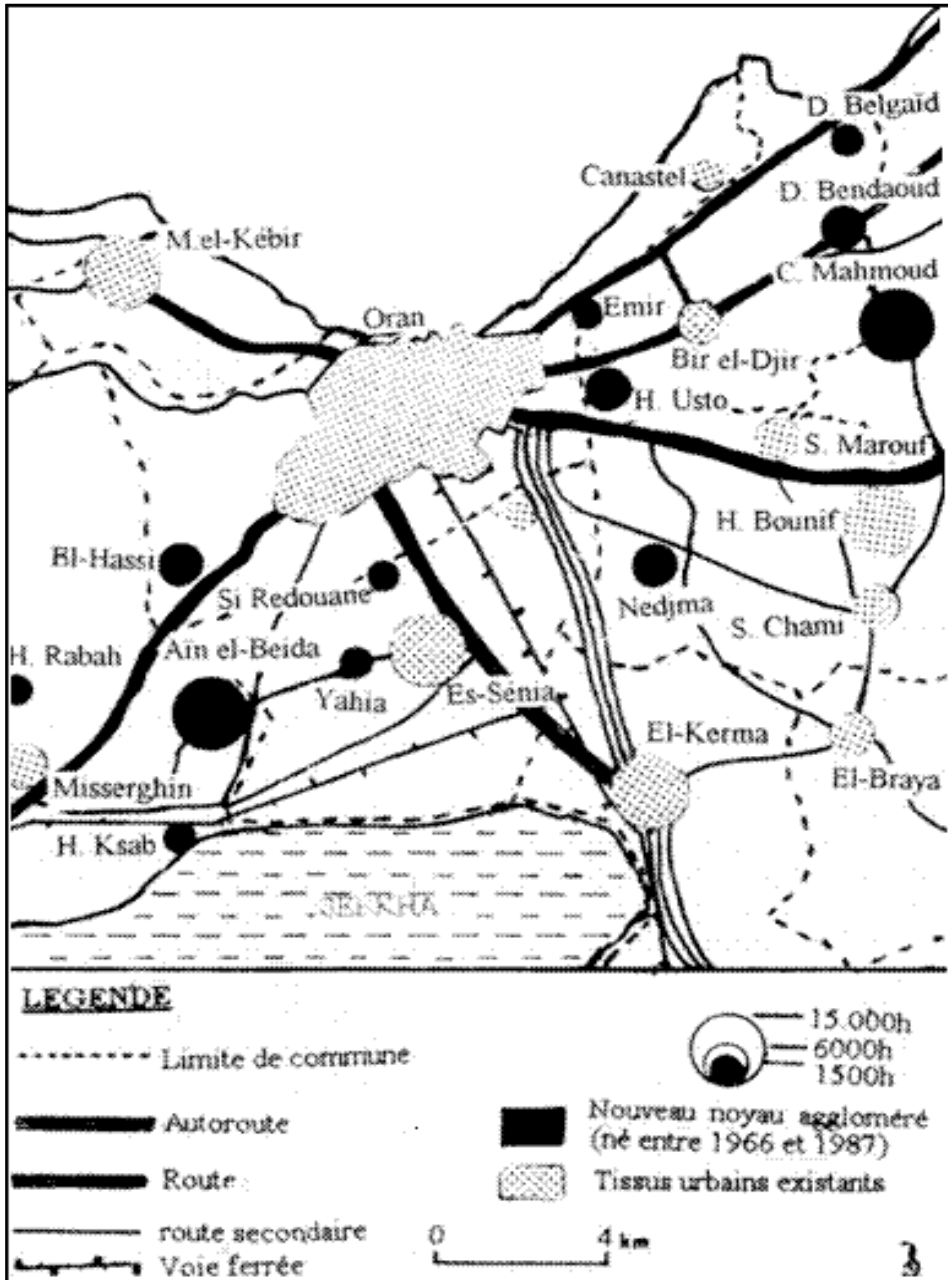 D. Belgaïd
Canastel
D. Bendaoud
M.el-Kébir
C. Mahmoud
Oran
Emir
Bir el-Djir
H. Usto
S. Marouf
H. Bounif
El-Hassi
Si Redouane
Nedjma
S. Chami
H. Rabah
Aïn el-Beida
Yahia
Es-Sénia
El-Kerma
Misserghin
El-Braya
H. Ksab
SEBKHA
LEGENDE
Limite de commune
Autoroute
Route
route secondaire
Voie ferrée
15.000h
6000h
1500h
Nouveau noyau aggloméré
(né entre 1966 et 1987)
Tissus urbains existants
0 4 km